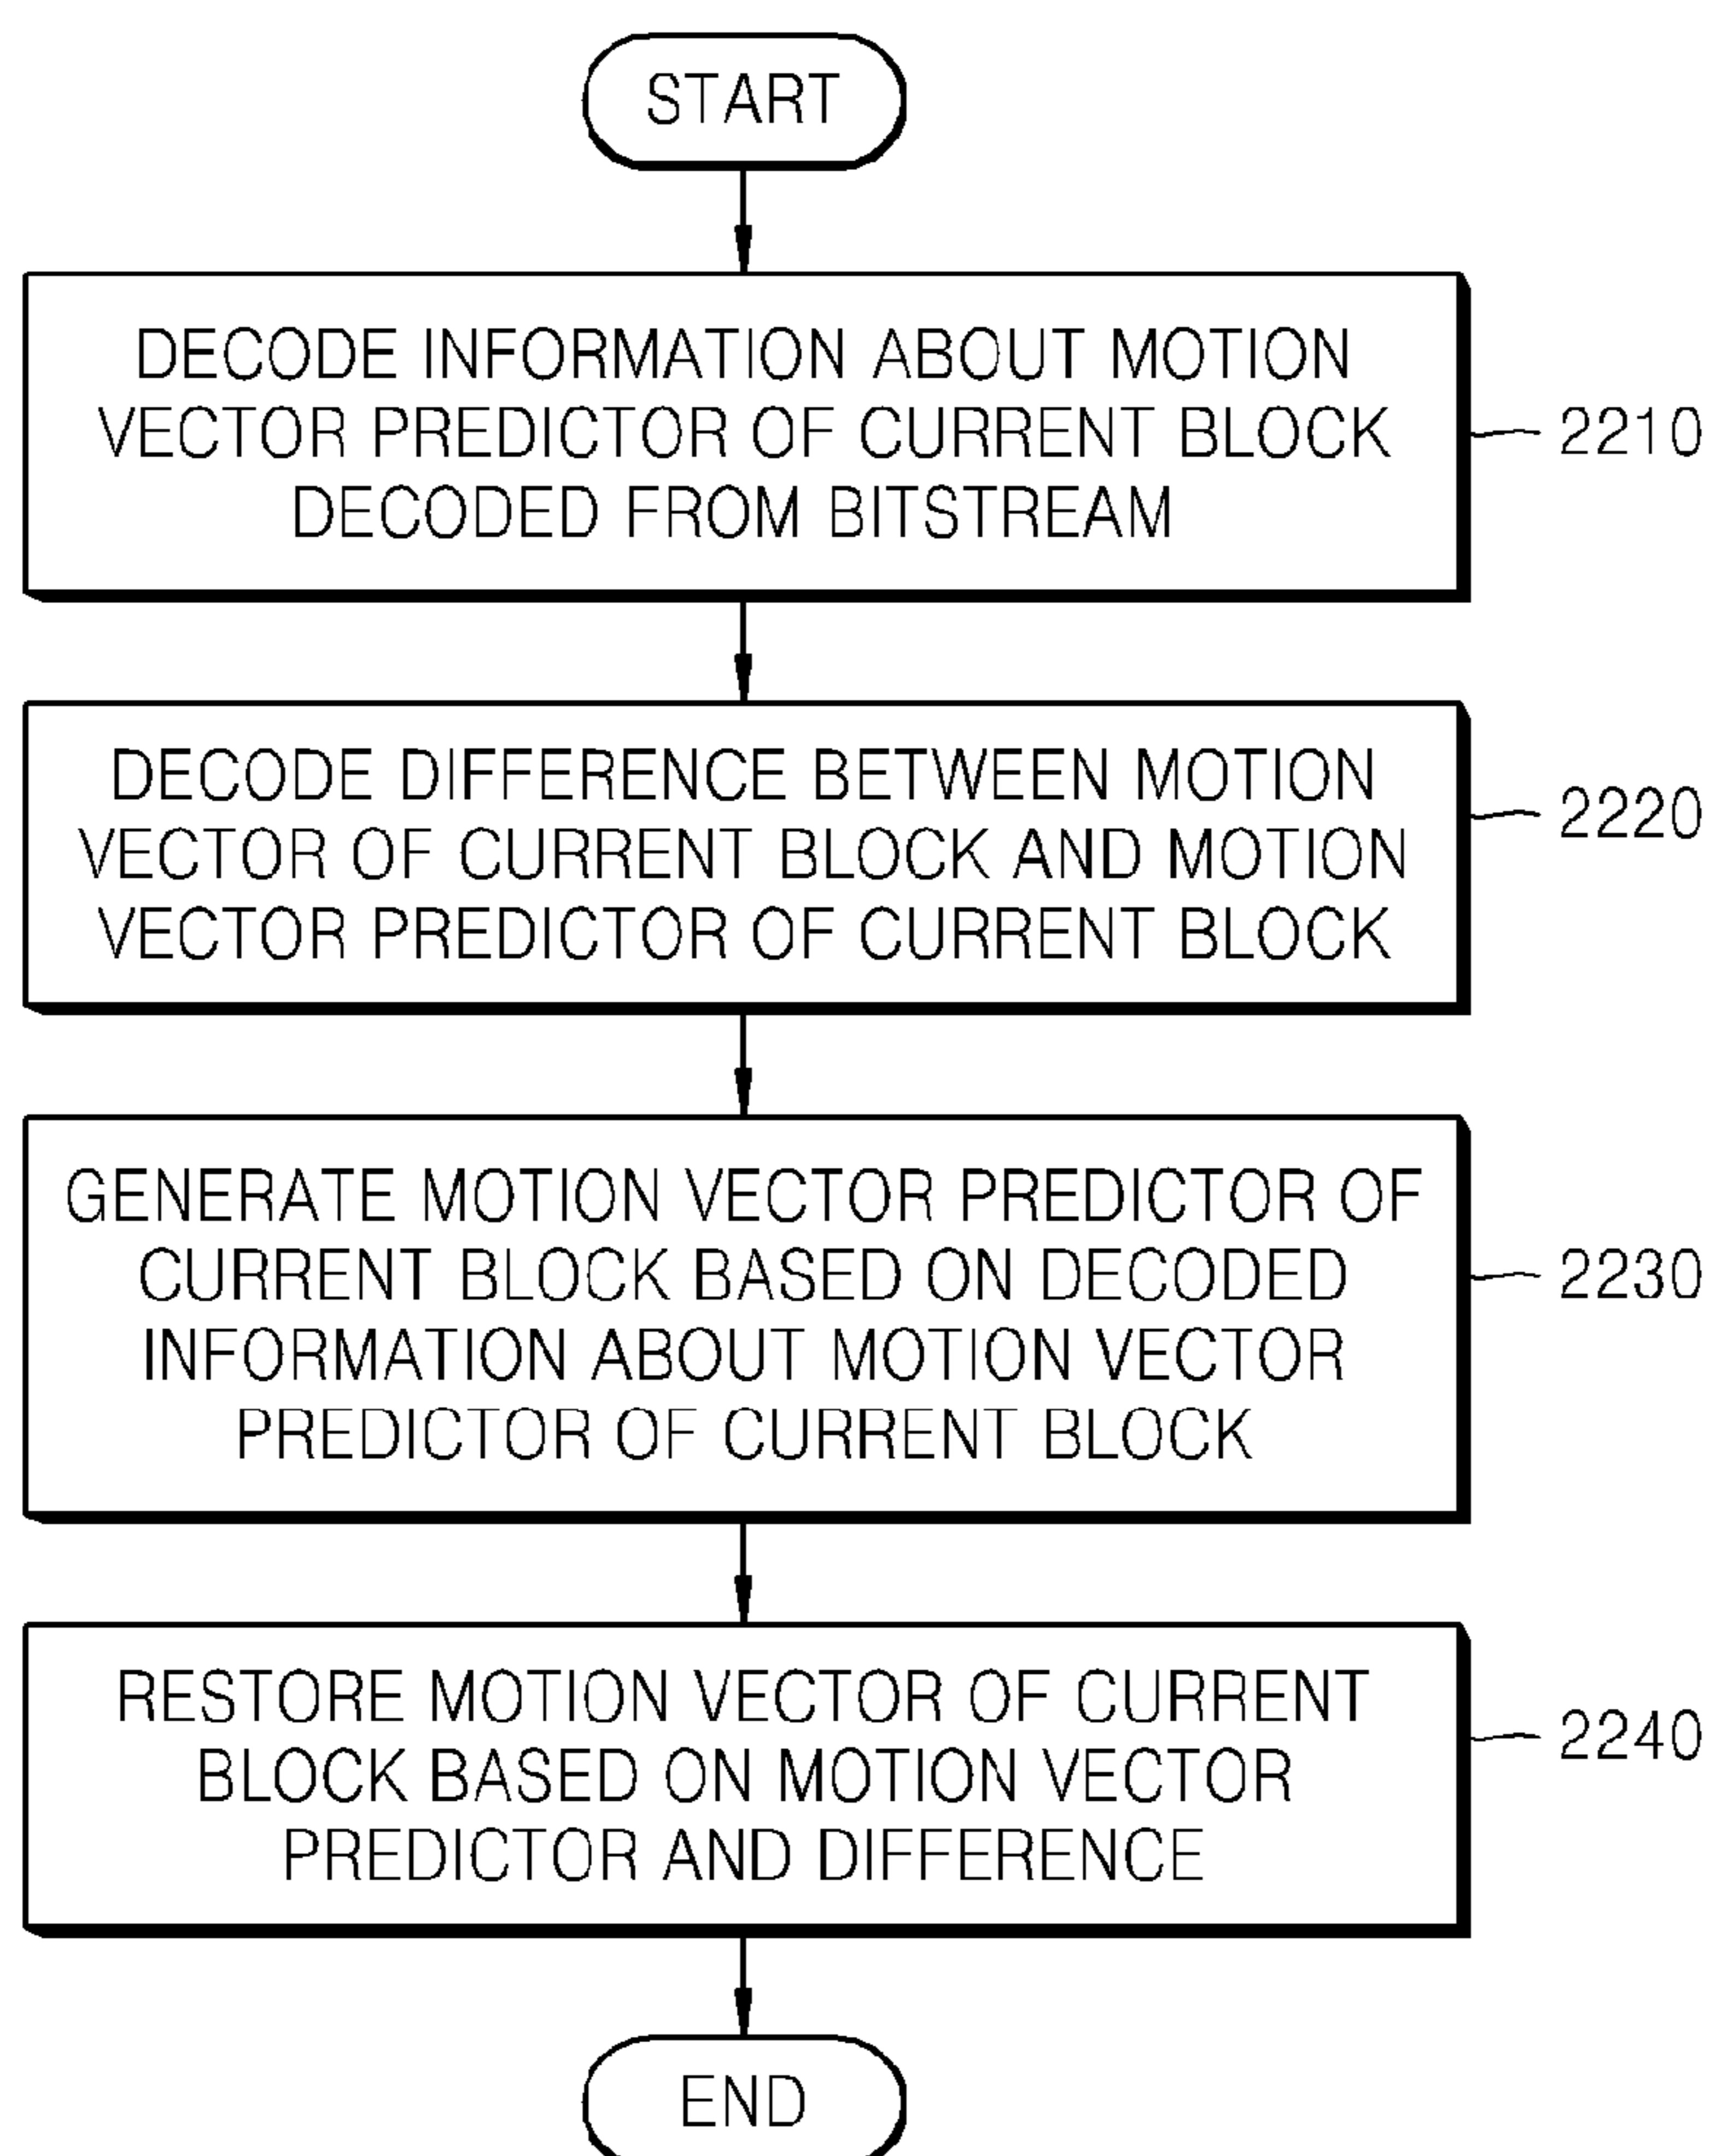 START
DECODE INFORMATION ABOUT MOTION
VECTOR PREDICTOR OF CURRENT BLOCK
DECODED FROM BITSTREAM
2210
DECODE DIFFERENCE BETWEEN MOTION
VECTOR OF CURRENT BLOCK AND MOTION
VECTOR PREDICTOR OF CURRENT BLOCK
2220
GENERATE MOTION VECTOR PREDICTOR OF
CURRENT BLOCK BASED ON DECODED
INFORMATION ABOUT MOTION VECTOR
PREDICTOR OF CURRENT BLOCK
2230
RESTORE MOTION VECTOR OF CURRENT
BLOCK BASED ON MOTION VECTOR
PREDICTOR AND DIFFERENCE
2240
END